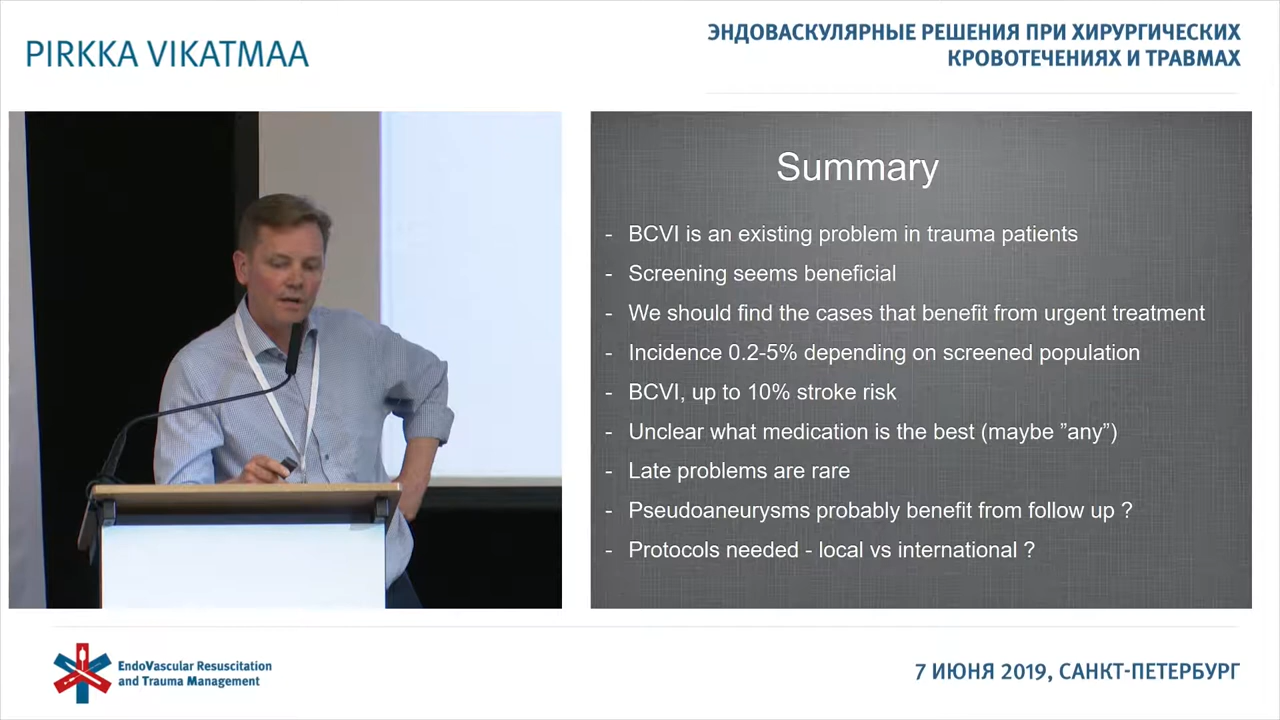 PIRKKA VIKATMAA
ЭНДОВАСКУЛЯРНЫЕ РЕШЕНИЯ ПРИ ХИРУРГИЧЕСКИХ
КРОВОТЕЧЕНИЯХ И ТРАВМАХ
Summary
- BCVI is an existing problem in trauma patients
- Screening seems beneficial
- We should find the cases that benefit from urgent treatment
- Incidence 0.2-5% depending on screened population
- BCVI, up to 10% stroke risk
- Unclear what medication is the best (maybe ”any”)
- Late problems are rare
- Pseudoaneurysms probably benefit from follow up ?
- Protocols needed - local vs international ?
EndoVascular Resuscitation
and Trauma Management
7 ИЮНЯ 2019, САНКТ-ПЕТЕРБУРГ